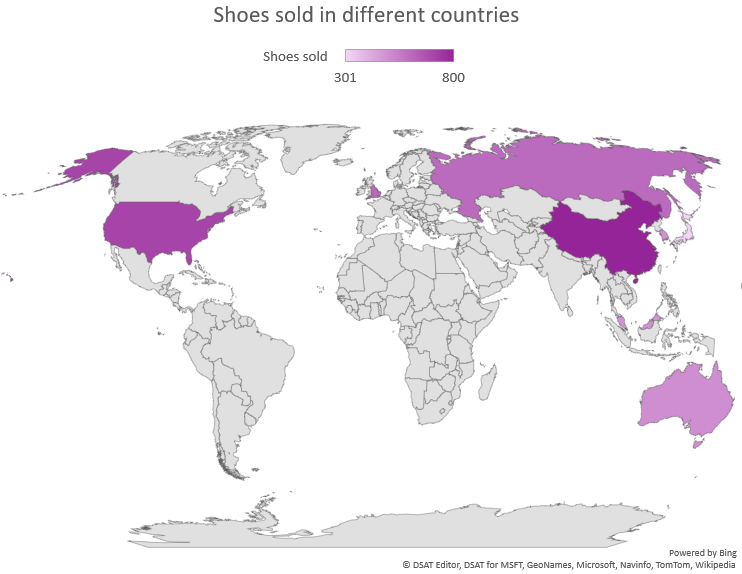 Shoes sold in different countries
Shoes sold
301 800
Powered by Bing
© DSAT Editor, DSAT for MSFT, GeoNames, Microsoft, Navinfo, TomTom, Wikipedia